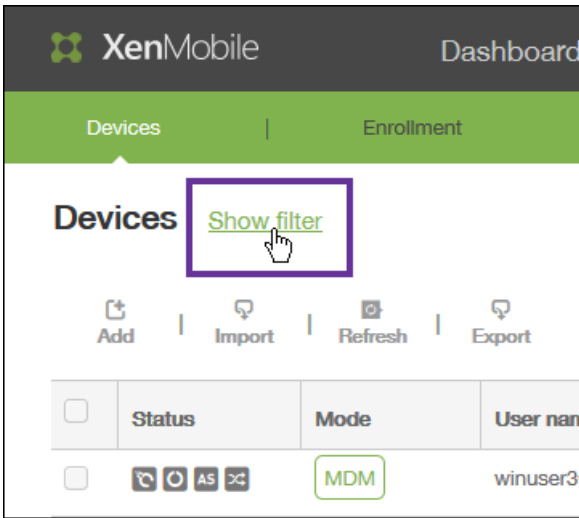 XenMobile Dashboard
Devices | Enrollment
Devices Show filter
Add | Import | Refresh | Export
Status Mode User nam
AS MDM winuser3